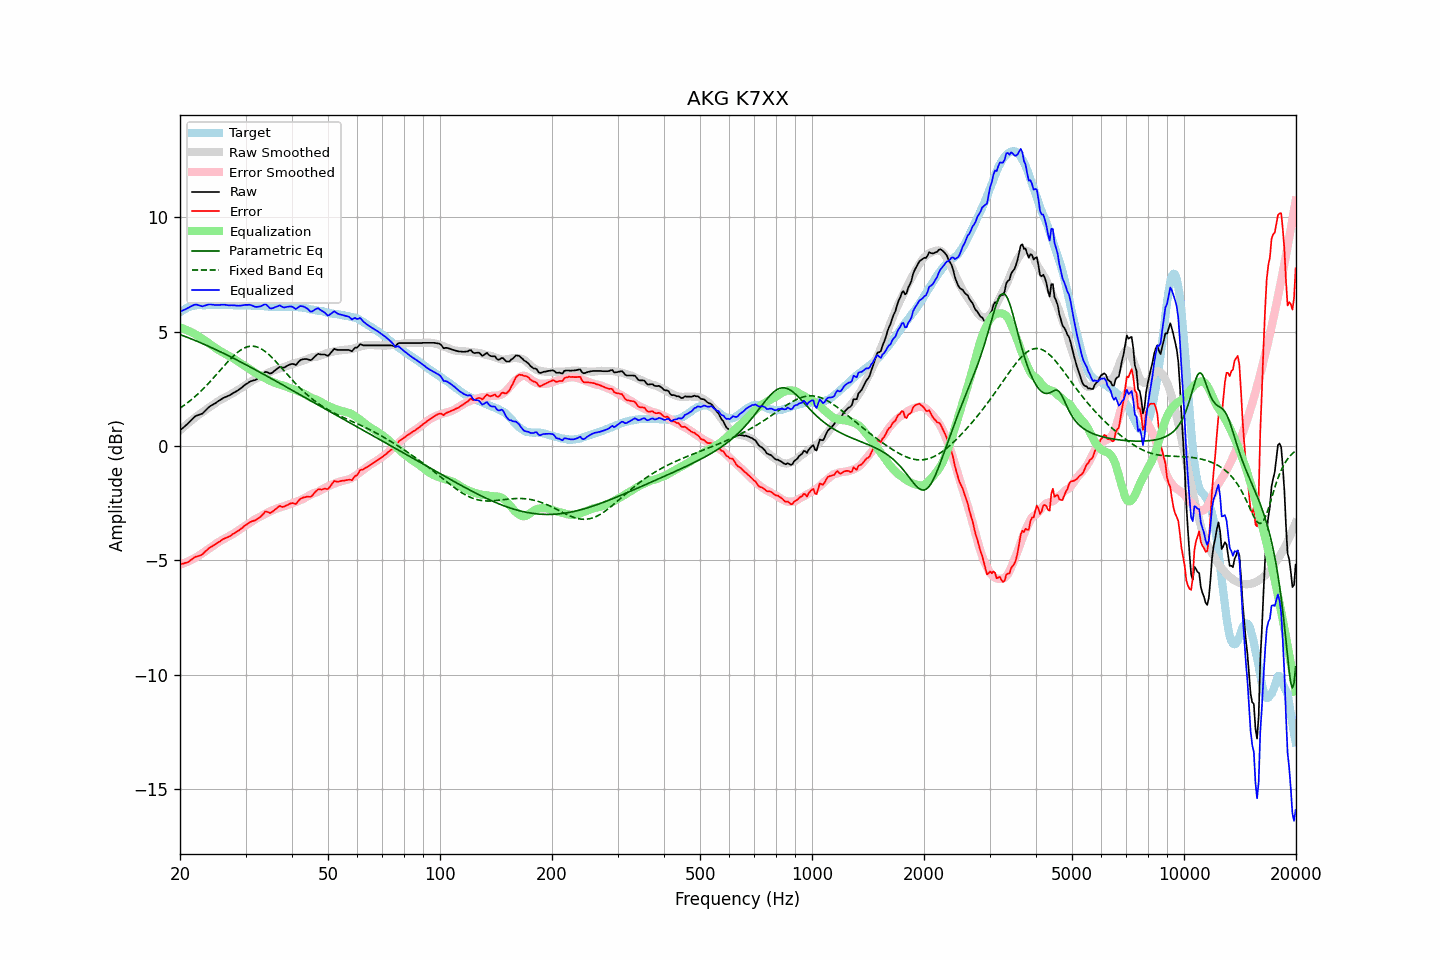 AKG K7XX
Target
Raw Smoothed
Error Smoothed
Raw
Error
Equalization
Parametric Eq
Fixed Band Eq
Equalized
Amplitude (dBr)
10
5
0
−5
−10
−15
20
50
100
200
500
1000
2000
5000
10000
20000
Frequency (Hz)